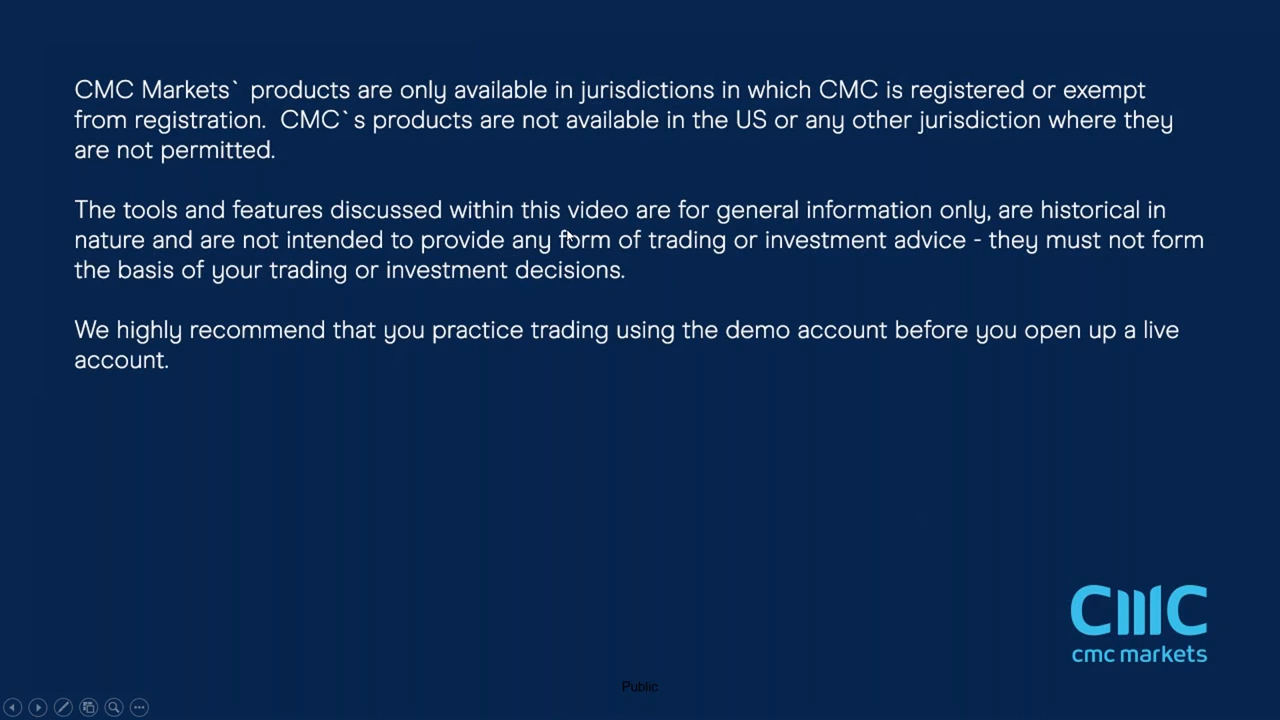 CMC Markets` products are only available in jurisdictions in which CMC is registered or exempt
from registration.  CMC`s products are not available in the US or any other jurisdiction where they
are not permitted.
The tools and features discussed within this video are for general information only, are historical in
nature and are not intended to provide any form of trading or investment advice - they must not form
the basis of your trading or investment decisions.
We highly recommend that you practice trading using the demo account before you open up a live
account.
CMC
cmc markets
Public